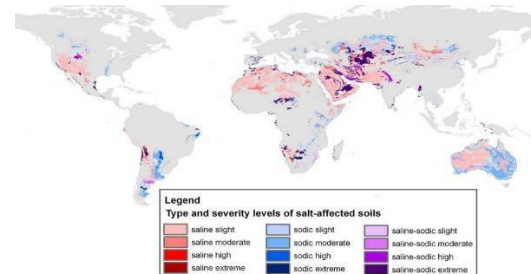 Legend
Type and severity levels of salt-affected soils
saline slight
saline moderate
saline high
saline extreme
sodic slight
sodic moderate
sodic high
sodic extreme
saline-sodic slight
saline-sodic moderate
saline-sodic high
saline-sodic extreme